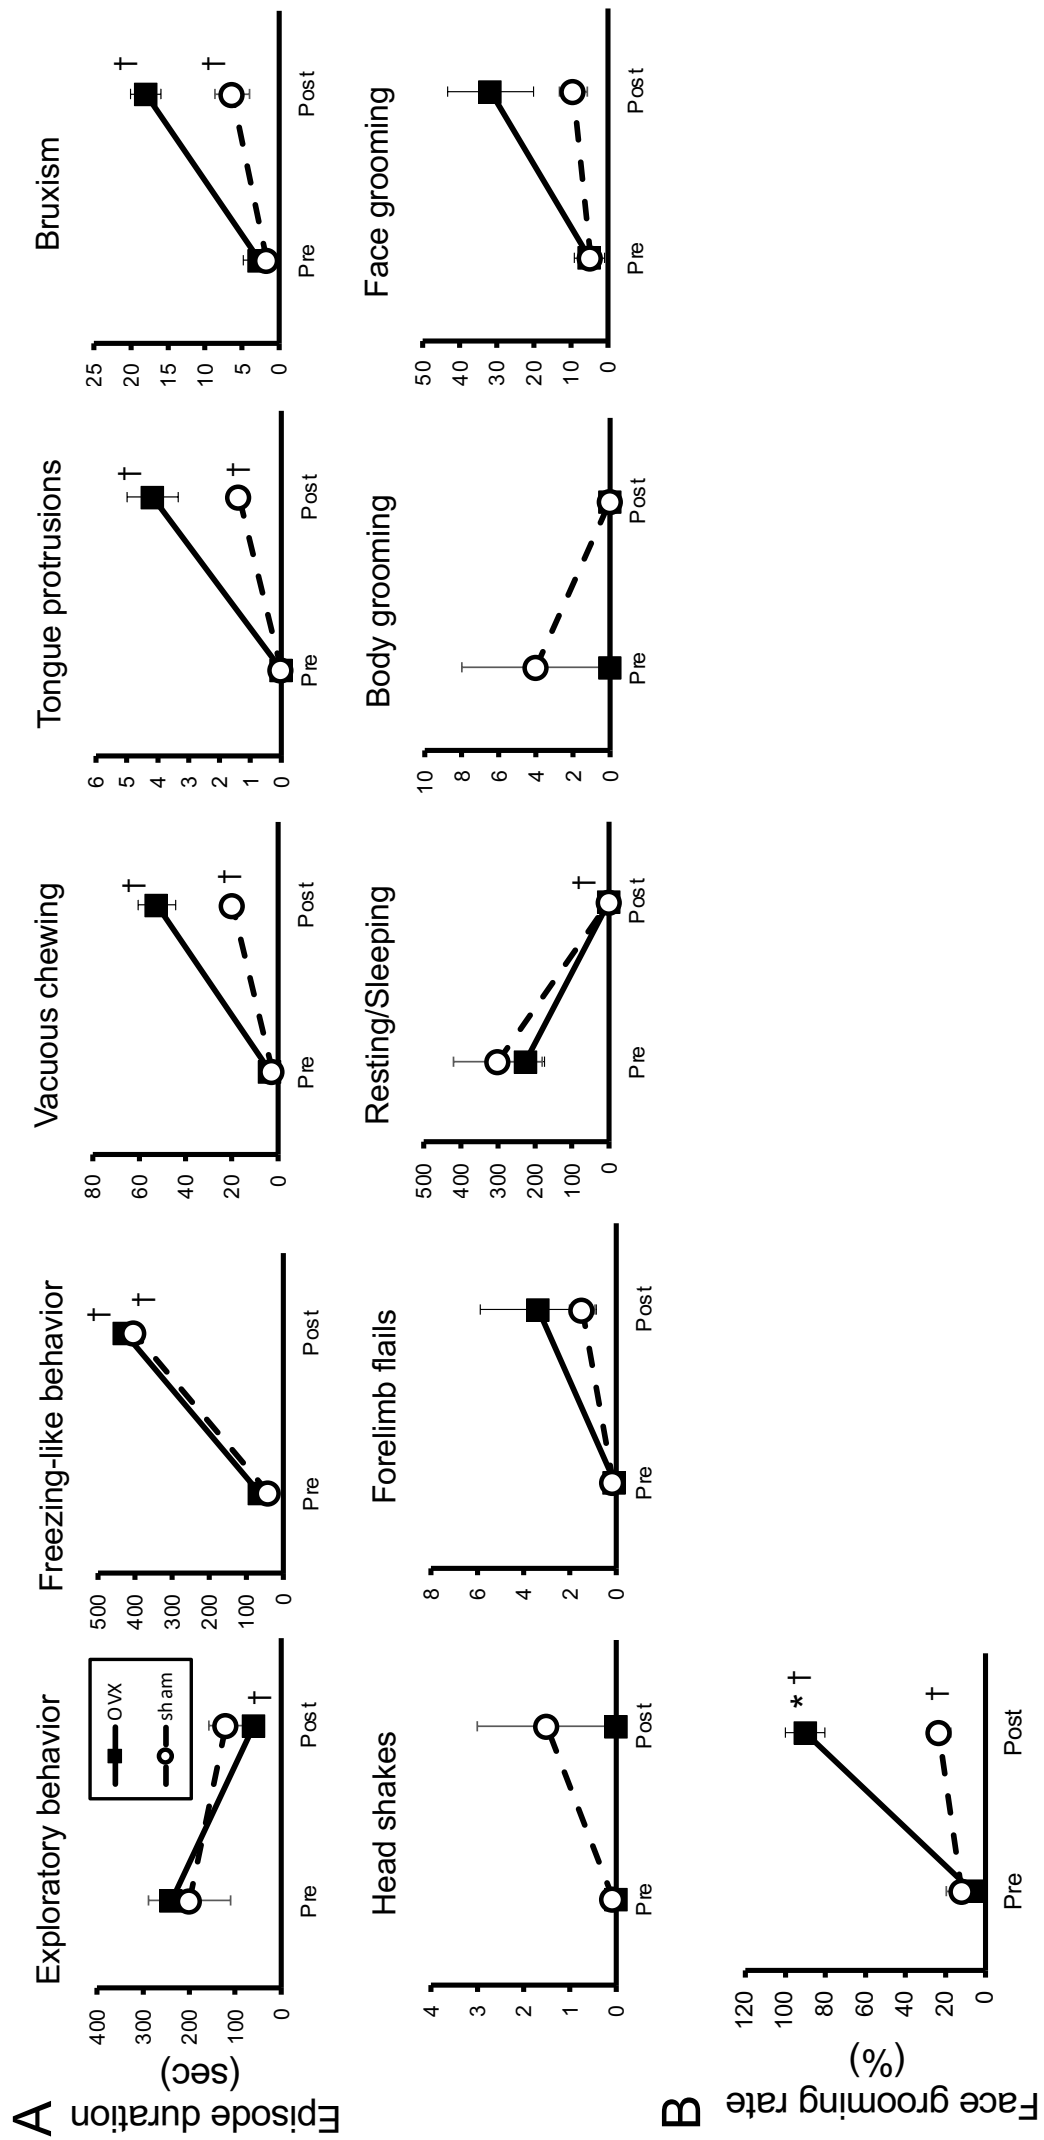 A
Episode duration
(sec)
Exploratory behavior
400
300
200
100
0
OVX
sham
†
Pre
Post
Freezing-like behavior
500
400
300
200
100
0
†
†
Pre
Post
Vacuous chewing
80
60
40
20
0
†
†
Pre
Post
Tongue protrusions
6
5
4
3
2
1
0
†
†
Pre
Post
Bruxism
25
20
15
10
5
0
†
†
Pre
Post
Head shakes
4
3
2
1
0
Pre
Post
Forelimb flails
8
6
4
2
0
Pre
Post
Resting/Sleeping
500
400
300
200
100
0
†
Pre
Post
Body grooming
10
8
6
4
2
0
Pre
Post
Face grooming
50
40
30
20
10
0
Pre
Post
B
Face grooming rate
(%)
120
100
80
60
40
20
0
* †
†
Pre
Post